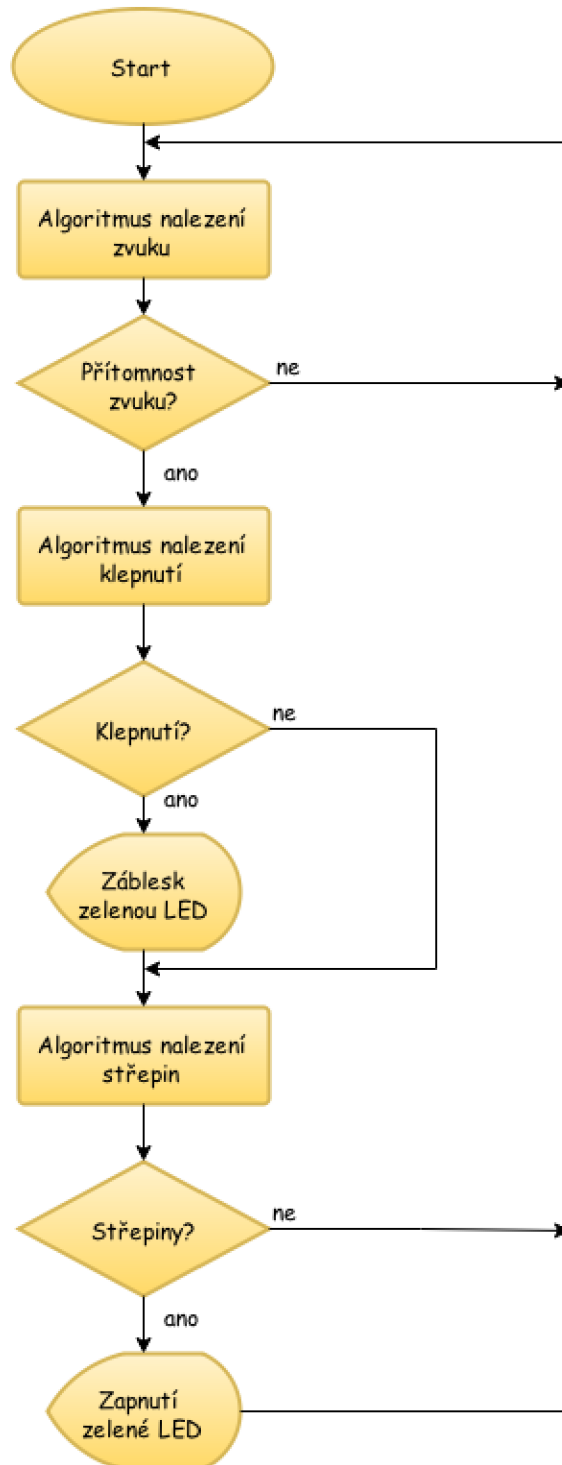 Start
Algoritmus nalezení
zvuku
Přítomnost
zvuku?
ne
ano
Algoritmus nalezení
klepnutí
Klepnutí?
ne
ano
Záblesk
zelenou LED
Algoritmus nalezení
střepin
Střepiny?
ne
ano
Zapnutí
zelené LED